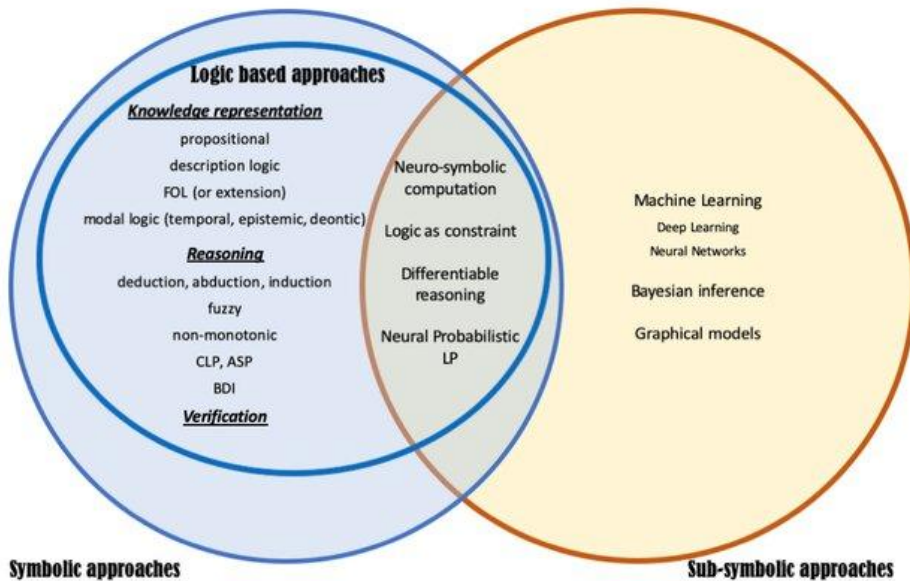 Logic based approaches
Knowledge representation
propositional
description logic
FOL (or extension)
modal logic (temporal, epistemic, deontic)
Reasoning
deduction, abduction, induction
fuzzy
non-monotonic
CLP, ASP
BDI
Verification
Neuro-symbolic
computation
Logic as constraint
Differentiable
reasoning
Neural Probabilistic
LP
Machine Learning
Deep Learning
Neural Networks
Bayesian inference
Graphical models
Symbolic approaches
Sub-symbolic approaches